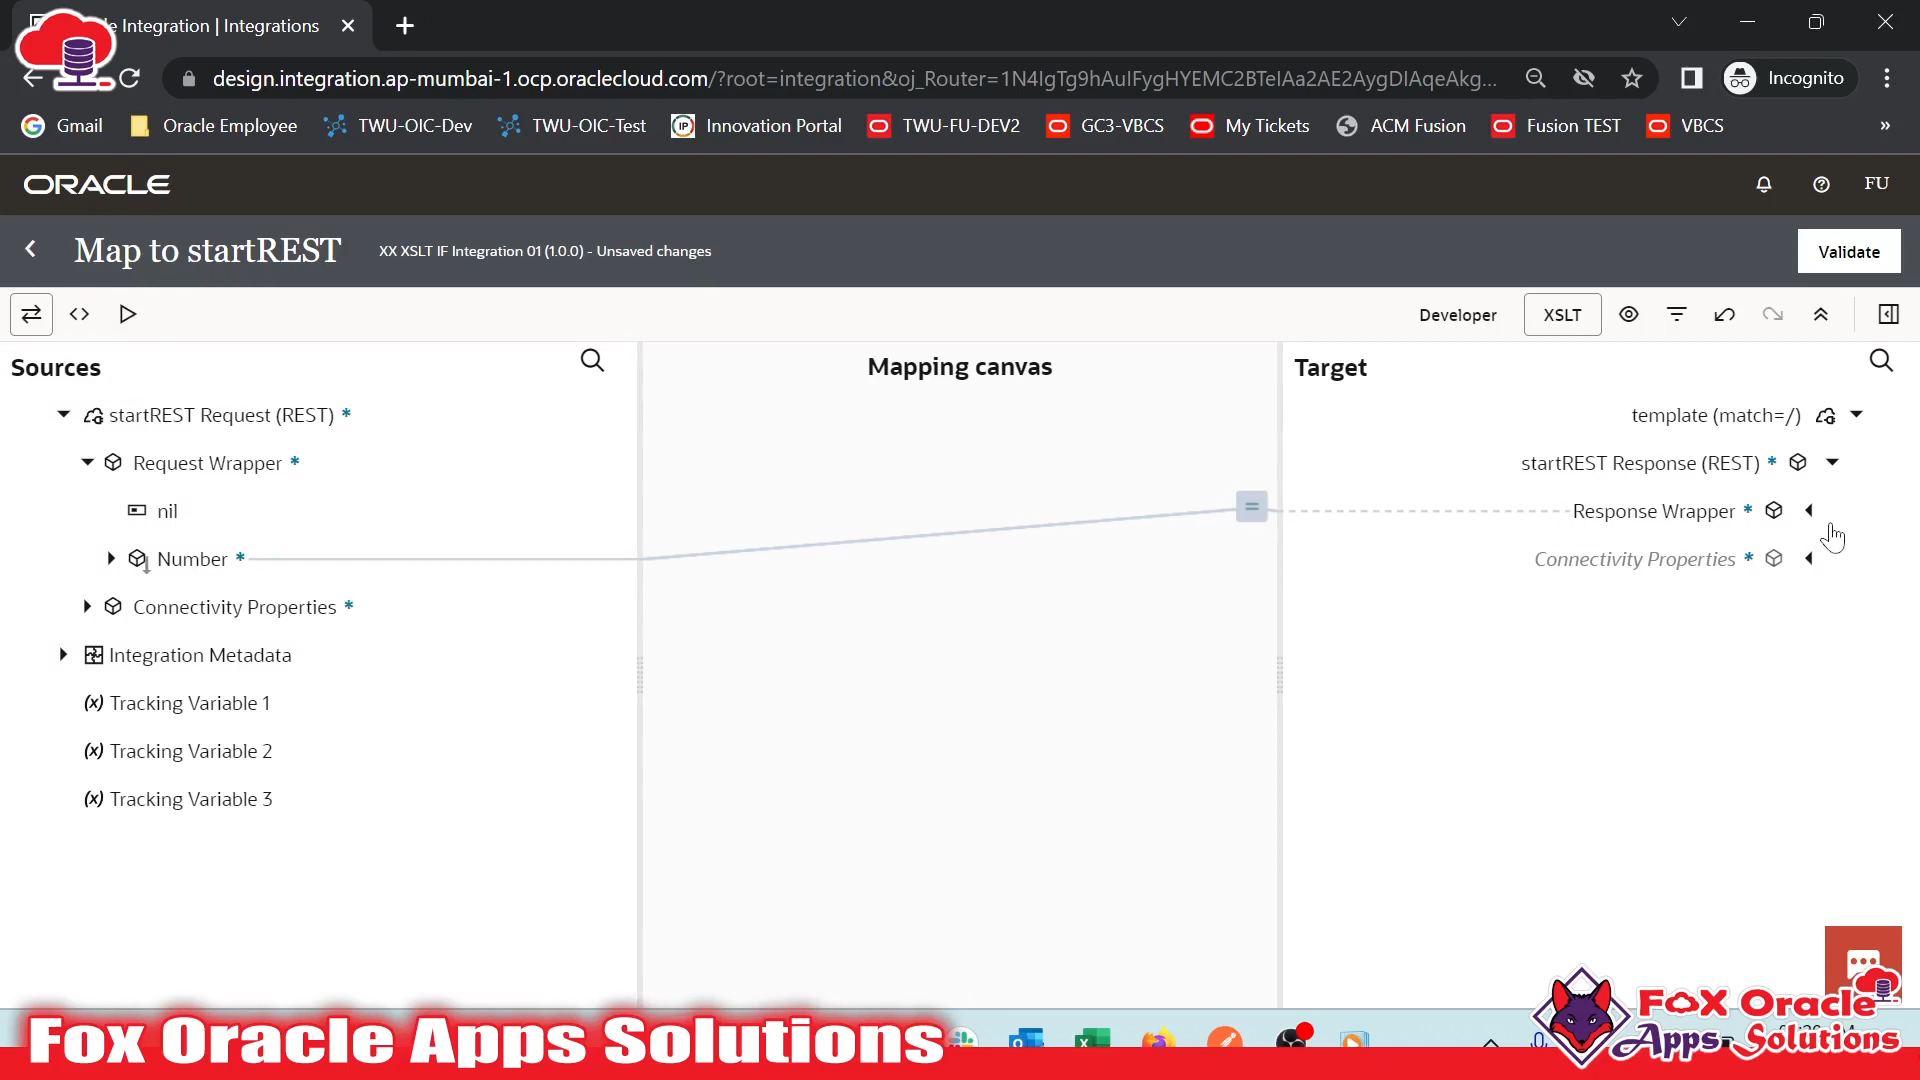 Integration | Integrations
design.integration.ap-mumbai-1.ocp.oraclecloud.com/?root=integration&oj_Router=1N4IgTg9hAuIFygHYEMC2BTeIAa2AE2AygDIAqeAkg...
Incognito
Gmail
Oracle Employee
TWU-OIC-Dev
TWU-OIC-Test
IP
Innovation Portal
TWU-FU-DEV2
GC3-VBCS
My Tickets
ACM Fusion
Fusion TEST
VBCS
»
ORACLE
FU
Map to startREST
XX XSLT IF Integration 01 (1.0.0) - Unsaved changes
Validate
Developer
XSLT
Sources
Mapping canvas
Target
startREST Request (REST) *
template (match=/)
Request Wrapper *
startREST Response (REST) *
nil
=
Response Wrapper *
Number *
Connectivity Properties *
Connectivity Properties *
Integration Metadata
(x) Tracking Variable 1
(x) Tracking Variable 2
(x) Tracking Variable 3
Fox Oracle Apps Solutions
Fox Oracle
Apps Solutions